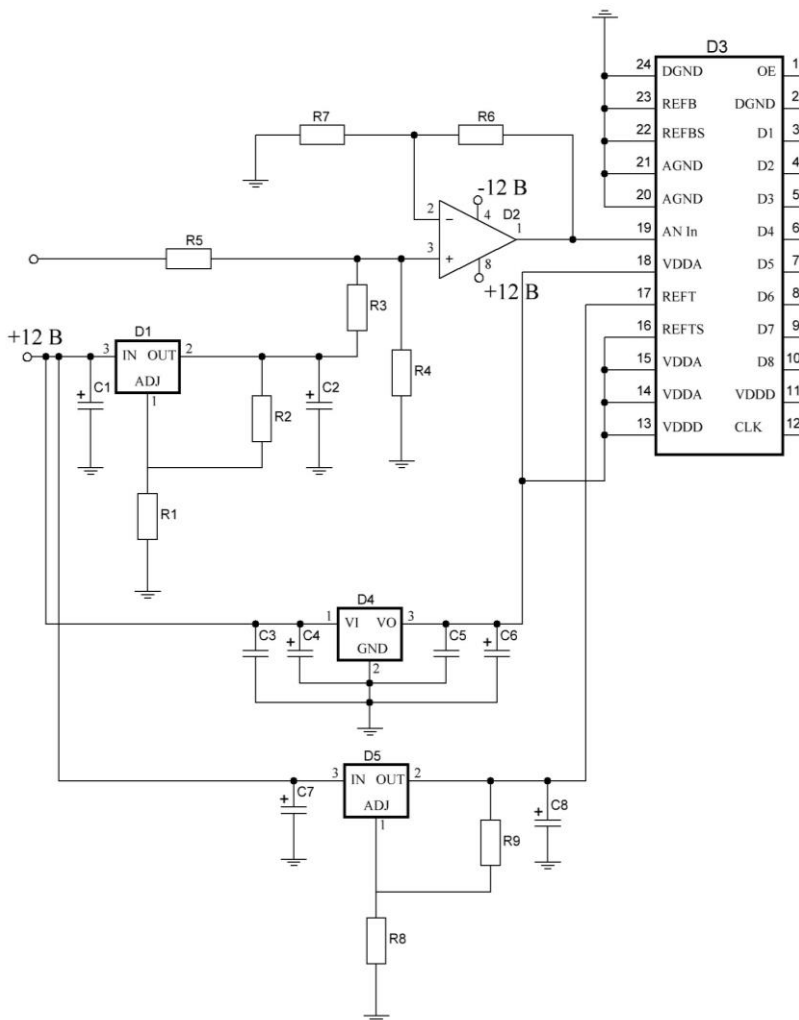 D3
24 DGND OE 1
23 REFB DGND 2
22 REFBS D1 3
21 AGND D2 4
20 AGND D3 5
19 AN In D4 6
18 VDDA D5 7
17 REFT D6 8
16 REFTS D7 9
15 VDDA D8 10
14 VDDA VDDD 11
13 VDDD CLK 12
R7 R6
-12 В
2 − 4 D2
1
3 + 8
+12 В
R5
R3
R4
+12 В
D1
3 IN OUT 2
ADJ
1
+ C1
R2
+ C2
R1
D4
1 VI VO 3
GND
2
C3
+ C4
C5
+ C6
D5
3 IN OUT 2
ADJ
1
+ C7
R9
+ C8
R8